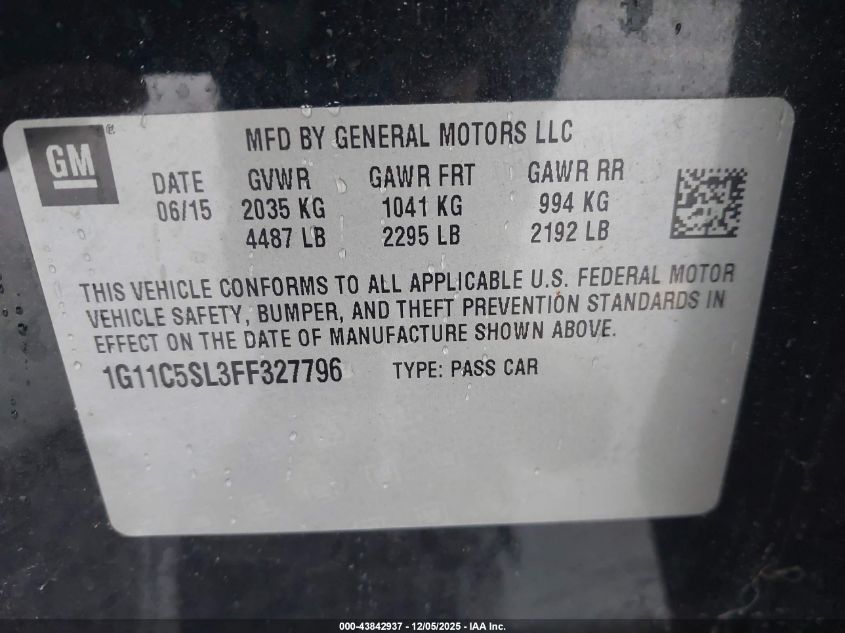 GM ®
MFD BY GENERAL MOTORS LLC
DATE GVWR GAWR FRT GAWR RR
06/15 2035 KG 1041 KG 994 KG
4487 LB 2295 LB 2192 LB
THIS VEHICLE CONFORMS TO ALL APPLICABLE U.S. FEDERAL MOTOR
VEHICLE SAFETY, BUMPER, AND THEFT PREVENTION STANDARDS IN
EFFECT ON THE DATE OF MANUFACTURE SHOWN ABOVE.
1G11C5SL3FF327796 TYPE: PASS CAR
000-43842937 - 12/05/2025 - IAA Inc.